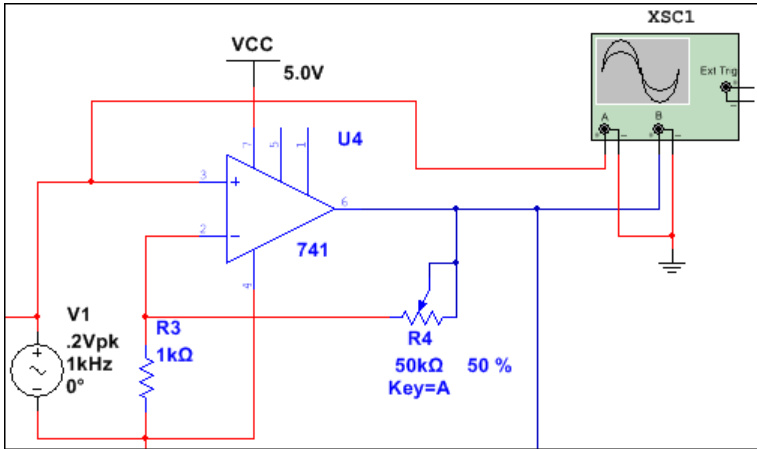 XSC1
VCC
5.0V
Ext Trig
+
−
A
B
+ − + −
7
5
1
U4
3
+
6
2
−
741
4
V1
.2Vpk
1kHz
0°
+
−
R3
1kΩ
R4
50kΩ 50 %
Key=A